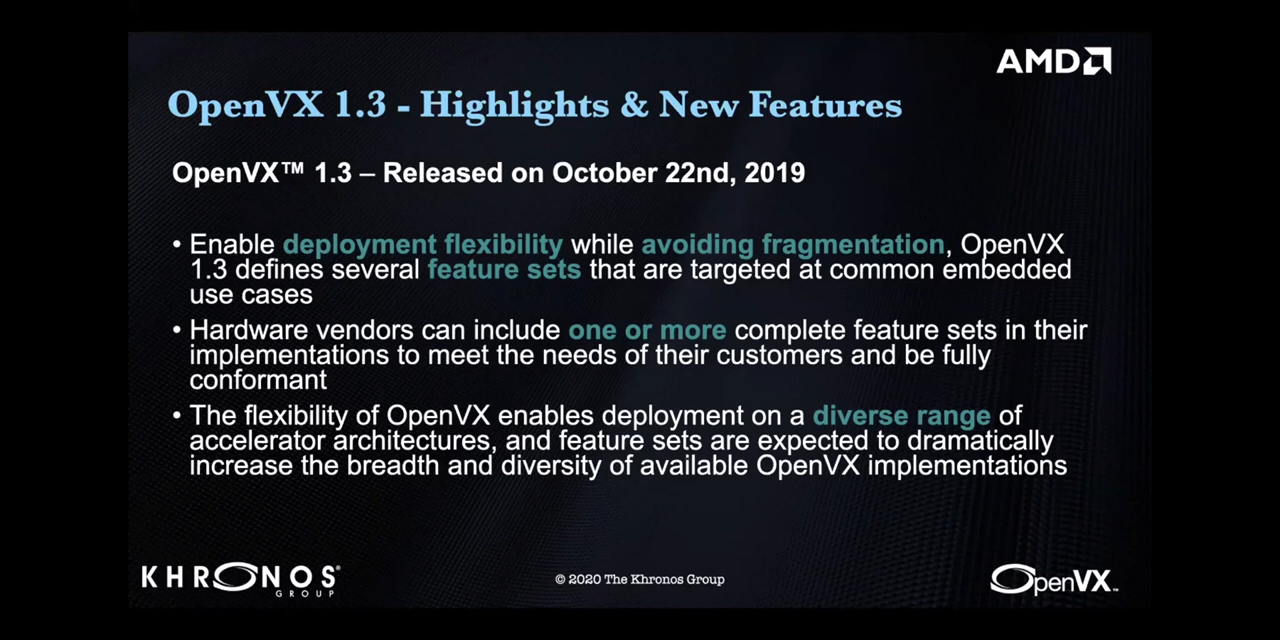 AMD
OpenVX 1.3 - Highlights & New Features
OpenVX™ 1.3 – Released on October 22nd, 2019
• Enable deployment flexibility while avoiding fragmentation, OpenVX
1.3 defines several feature sets that are targeted at common embedded
use cases
• Hardware vendors can include one or more complete feature sets in their
implementations to meet the needs of their customers and be fully
conformant
• The flexibility of OpenVX enables deployment on a diverse range of
accelerator architectures, and feature sets are expected to dramatically
increase the breadth and diversity of available OpenVX implementations
KHRONOS®
GROUP
© 2020 The Khronos Group
OpenVX™